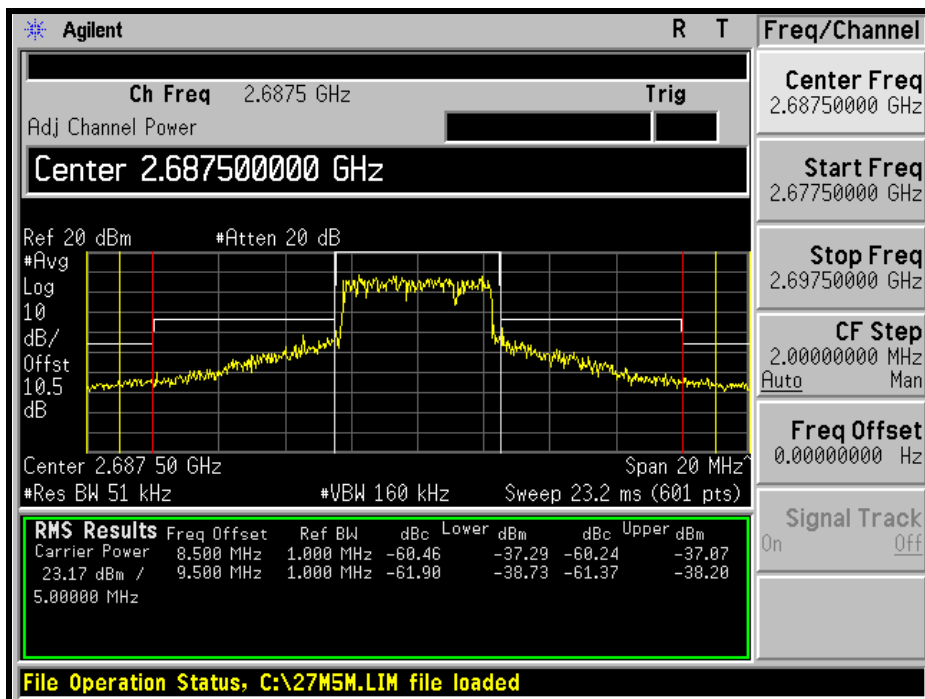 Agilent R T
Ch Freq 2.6875 GHz Trig
Adj Channel Power
Center 2.687500000 GHz
Ref 20 dBm #Atten 20 dB
#Avg
Log
10
dB/
Offst
10.5
dB
Center 2.687 50 GHz Span 20 MHz^
#Res BW 51 kHz #VBW 160 kHz Sweep 23.2 ms (601 pts)
RMS Results Freq Offset Ref BW dBc Lower dBm dBc Upper dBm
Carrier Power 8.500 MHz 1.000 MHz -60.46 -37.29 -60.24 -37.07
23.17 dBm / 9.500 MHz 1.000 MHz -61.90 -38.73 -61.37 -38.20
5.00000 MHz
File Operation Status, C:\27M5M.LIM file loaded
Freq/Channel
Center Freq
2.68750000 GHz
Start Freq
2.67750000 GHz
Stop Freq
2.69750000 GHz
CF Step
2.00000000 MHz
Auto Man
Freq Offset
0.00000000 Hz
Signal Track
On Off